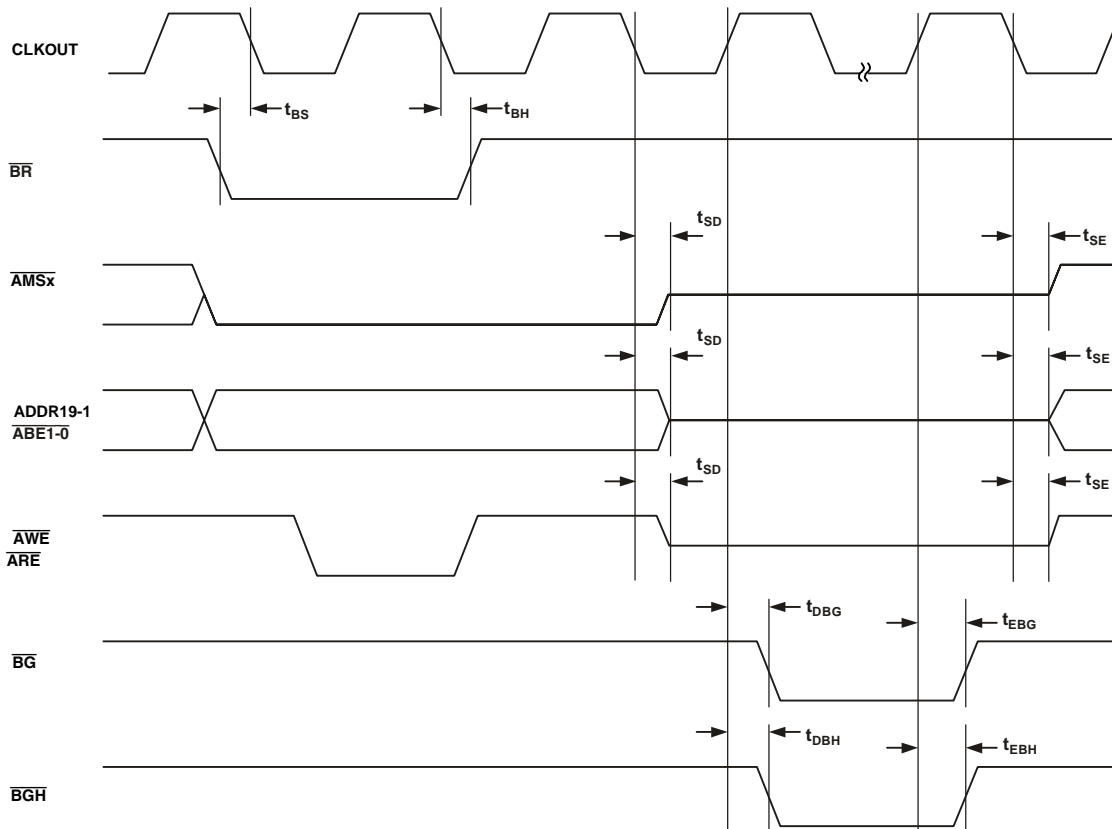 CLKOUT
tBS
tBH
BR
tSD
tSE
AMSx
tSD
tSE
ADDR19-1
ABE1-0
tSD
tSE
AWE
ARE
tDBG
tEBG
BG
tDBH
tEBH
BGH